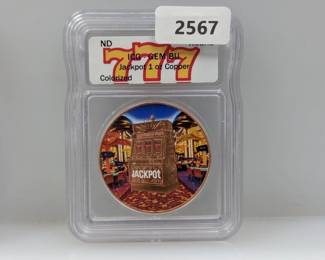 2567
ND
777
ICG GEM BU
Jackpot 1 oz Copper
Colorized
JACKPOT